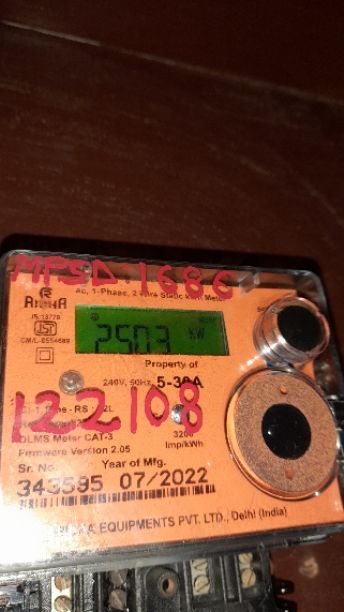 MPSD.1686
ac, 1-Phase, 2 Wire Static kWh Meter
IS:13779
ISI
CM/L-8554689
2503 kW
Property of
240V, 50Hz, 5-30A
122108
3200
DLMS Meter CAT-3 Imp/kWh
Firmware Version 2.05
Sr. No. Year of Mfg.
343595 07/2022
EQUIPMENTS PVT. LTD., Delhi (India)